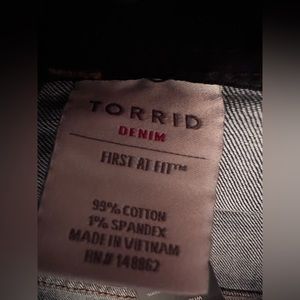 TORRID
DENIM
FIRST AT FIT™
99% COTTON
1% SPANDEX
MADE IN VIETNAM
RN# 148862